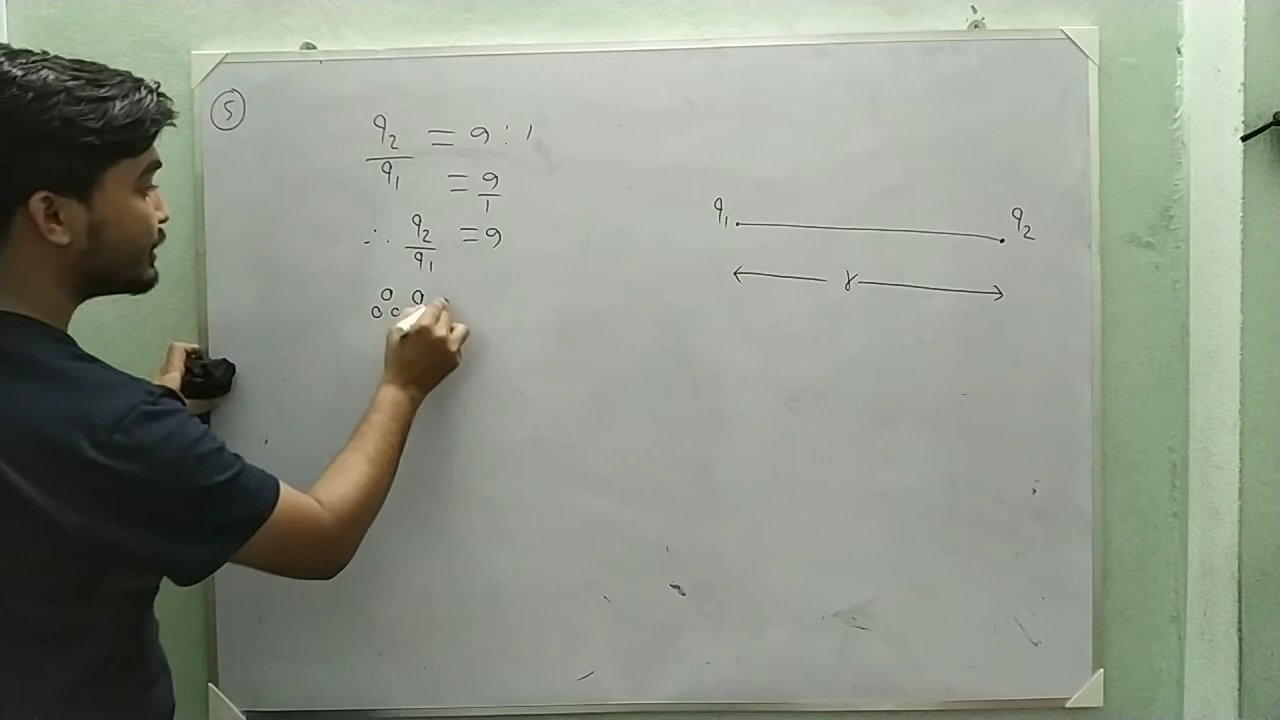 5
q₂/q₁ = 9 : 1
= 9/1
∴ q₂/q₁ = 9
q₁ q₂
r